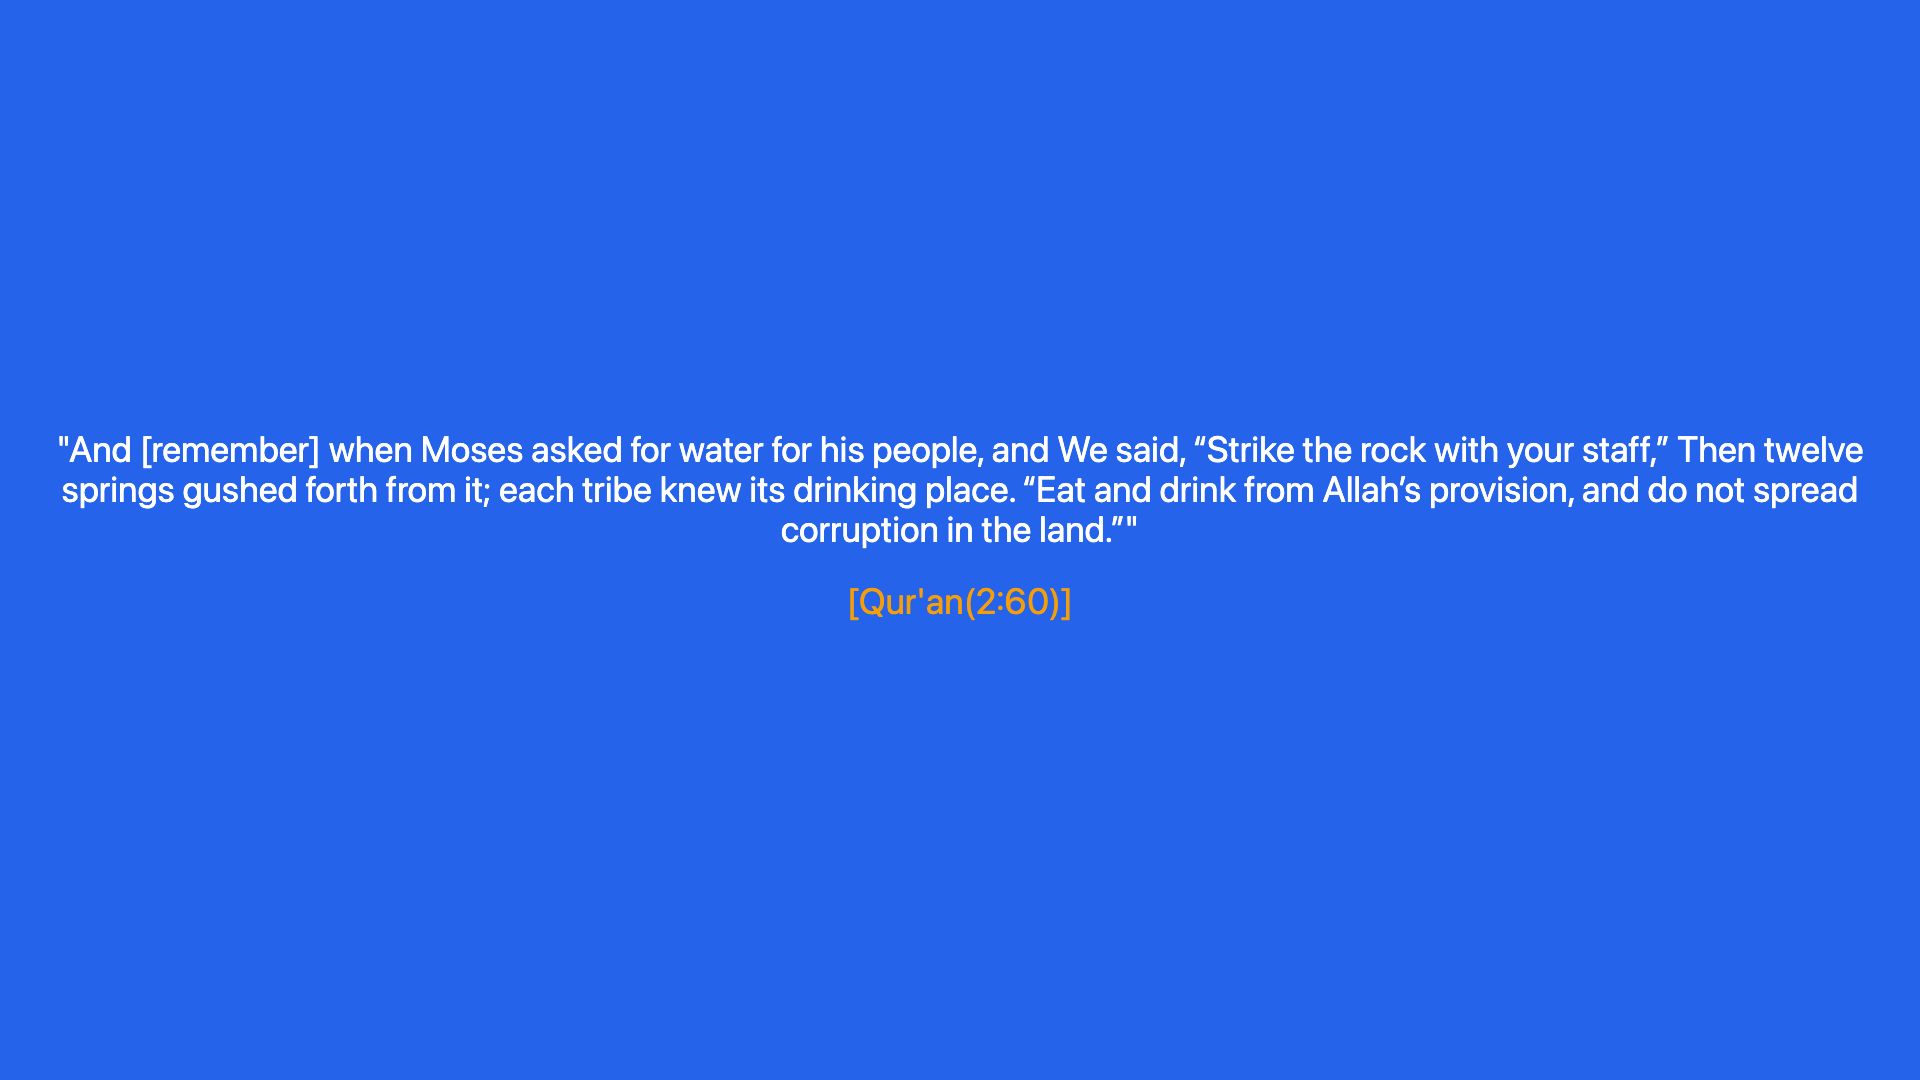 "And [remember] when Moses asked for water for his people, and We said, “Strike the rock with your staff,” Then twelve
springs gushed forth from it; each tribe knew its drinking place. “Eat and drink from Allah’s provision, and do not spread
corruption in the land.”"
[Qur'an(2:60)]